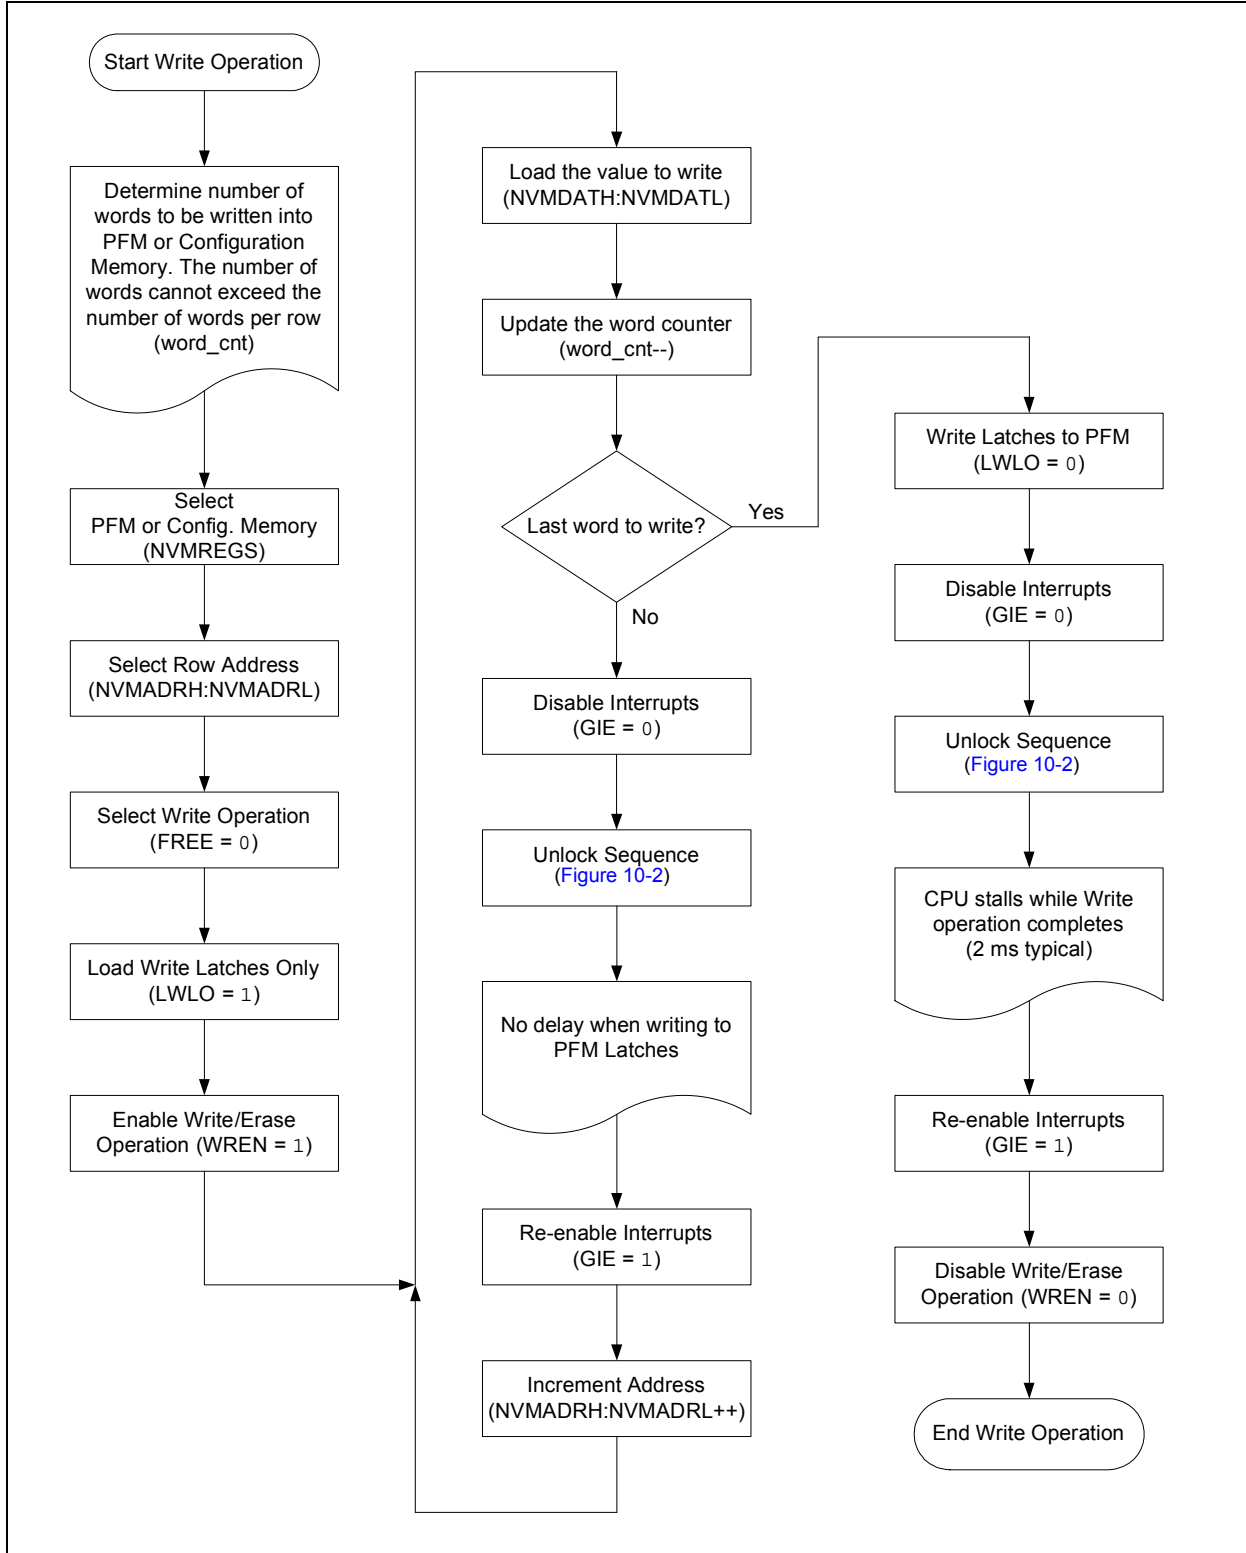 Start Write Operation
Determine number of
words to be written into
PFM or Configuration
Memory. The number of
words cannot exceed the
number of words per row
(word_cnt)
Select
PFM or Config. Memory
(NVMREGS)
Select Row Address
(NVMADRH:NVMADRL)
Select Write Operation
(FREE = 0)
Load Write Latches Only
(LWLO = 1)
Enable Write/Erase
Operation (WREN = 1)
Load the value to write
(NVMDATH:NVMDATL)
Update the word counter
(word_cnt--)
Last word to write?
Yes
No
Disable Interrupts
(GIE = 0)
Unlock Sequence
(Figure 10-2)
No delay when writing to
PFM Latches
Re-enable Interrupts
(GIE = 1)
Increment Address
(NVMADRH:NVMADRL++)
Write Latches to PFM
(LWLO = 0)
Disable Interrupts
(GIE = 0)
Unlock Sequence
(Figure 10-2)
CPU stalls while Write
operation completes
(2 ms typical)
Re-enable Interrupts
(GIE = 1)
Disable Write/Erase
Operation (WREN = 0)
End Write Operation